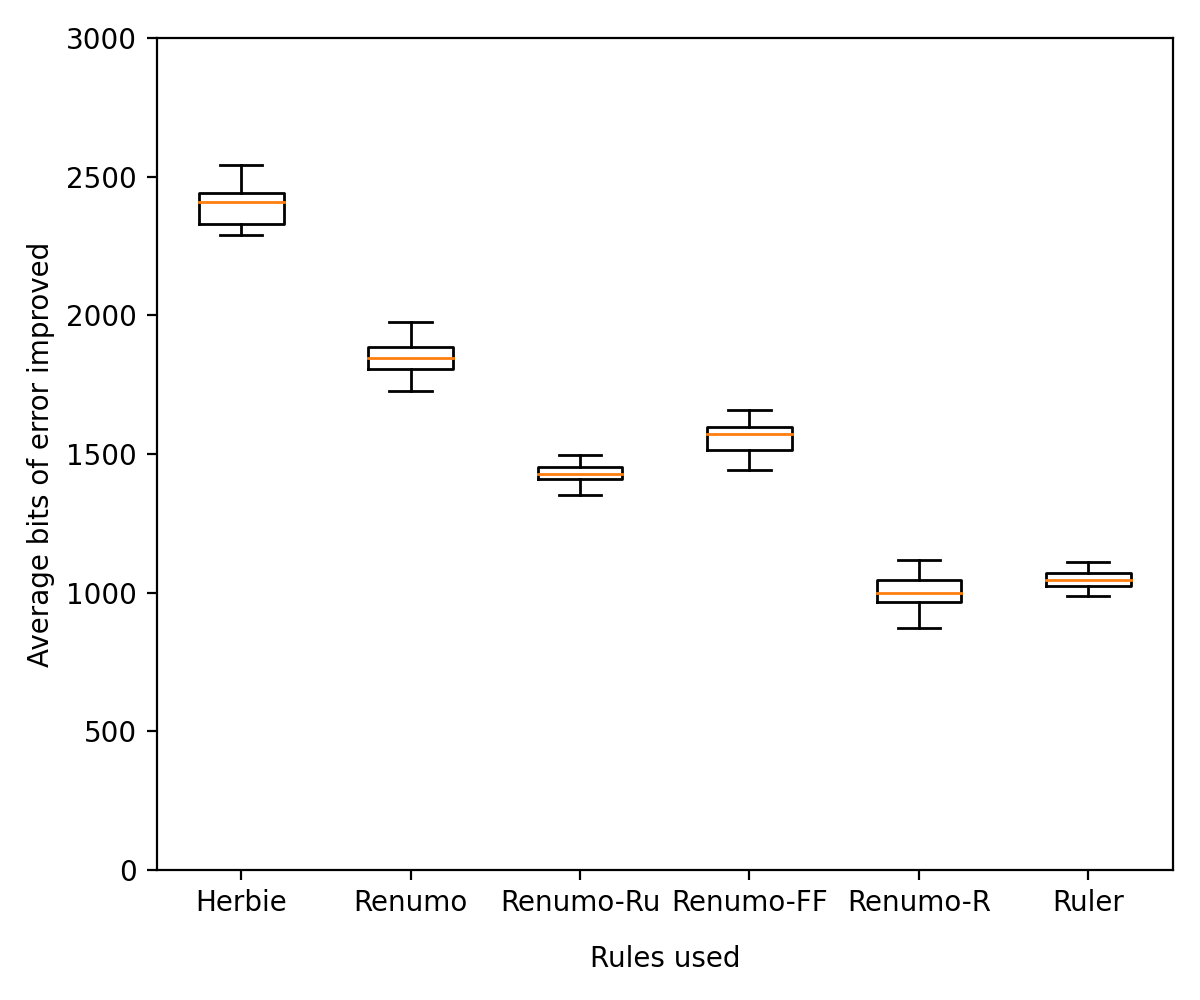 3000
2500
2000
1500
1000
500
0
Average bits of error improved
Herbie Renumo Renumo-Ru Renumo-FF Renumo-R Ruler
Rules used